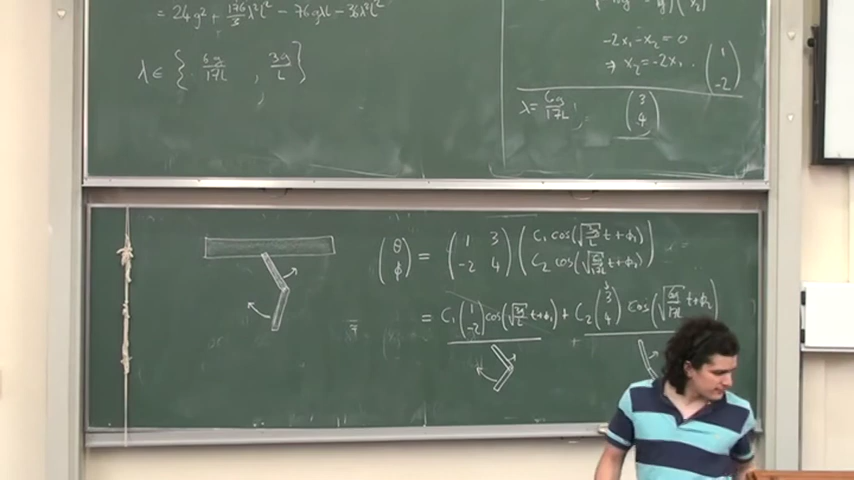 = 24g² + 176/3 λ²l² - 76gλl - 36λ²l²
λ ∈ { 6g/17L , 3g/L }
-2x₁ - x₂ = 0
⇒ x₂ = -2x₁ . (1 -2)
λ = 6g/17L , (3 4)
(θ φ) = (1 3 -2 4) (C₁ cos(√(3g/L) t + φ₁) C₂ cos(√(6g/17L) t + φ₂))
= C₁ (1 -2) cos(√(3g/L) t + φ₁) + C₂ (3 4) cos(√(6g/17L) t + φ₂)